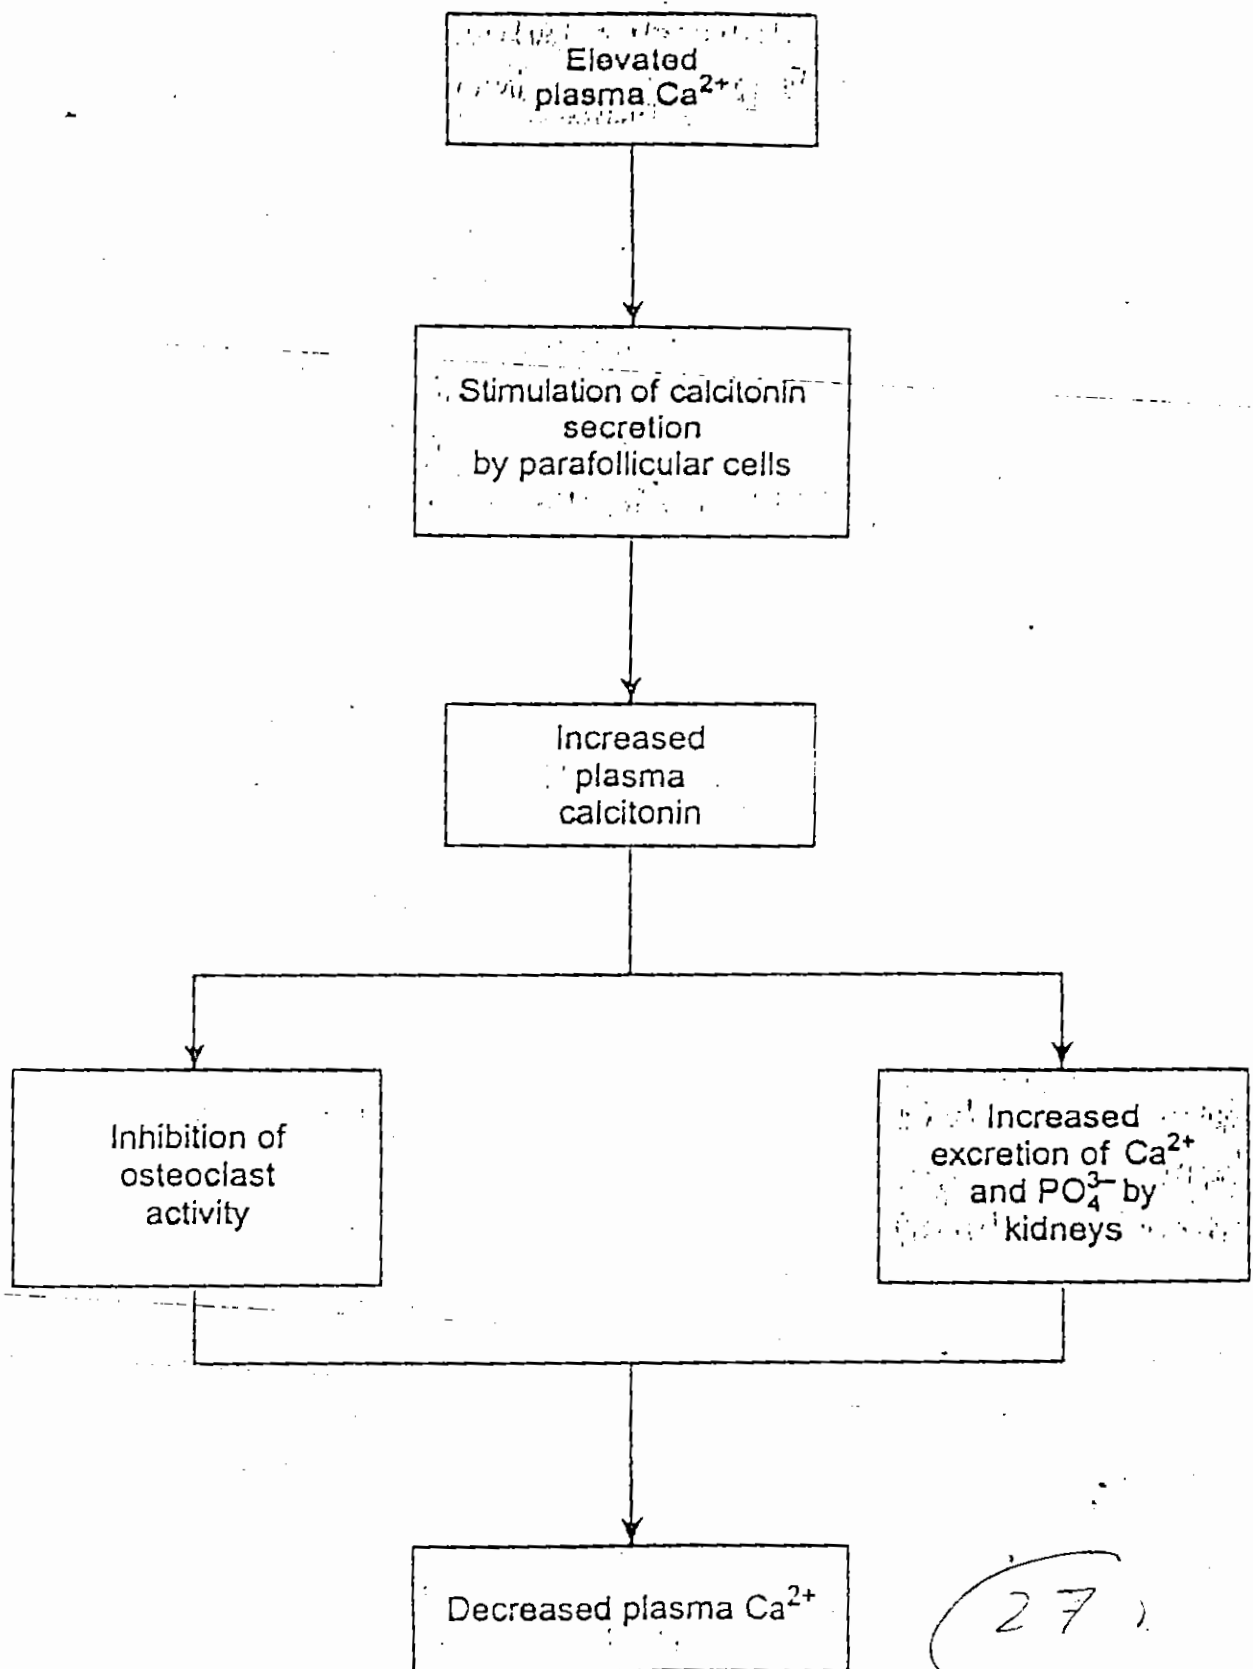 Elevated
plasma Ca²⁺
Stimulation of calcitonin
secretion
by parafollicular cells
Increased
plasma
calcitonin
Inhibition of
osteoclast
activity
Increased
excretion of Ca²⁺
and PO₄³⁻ by
kidneys
Decreased plasma Ca²⁺
27